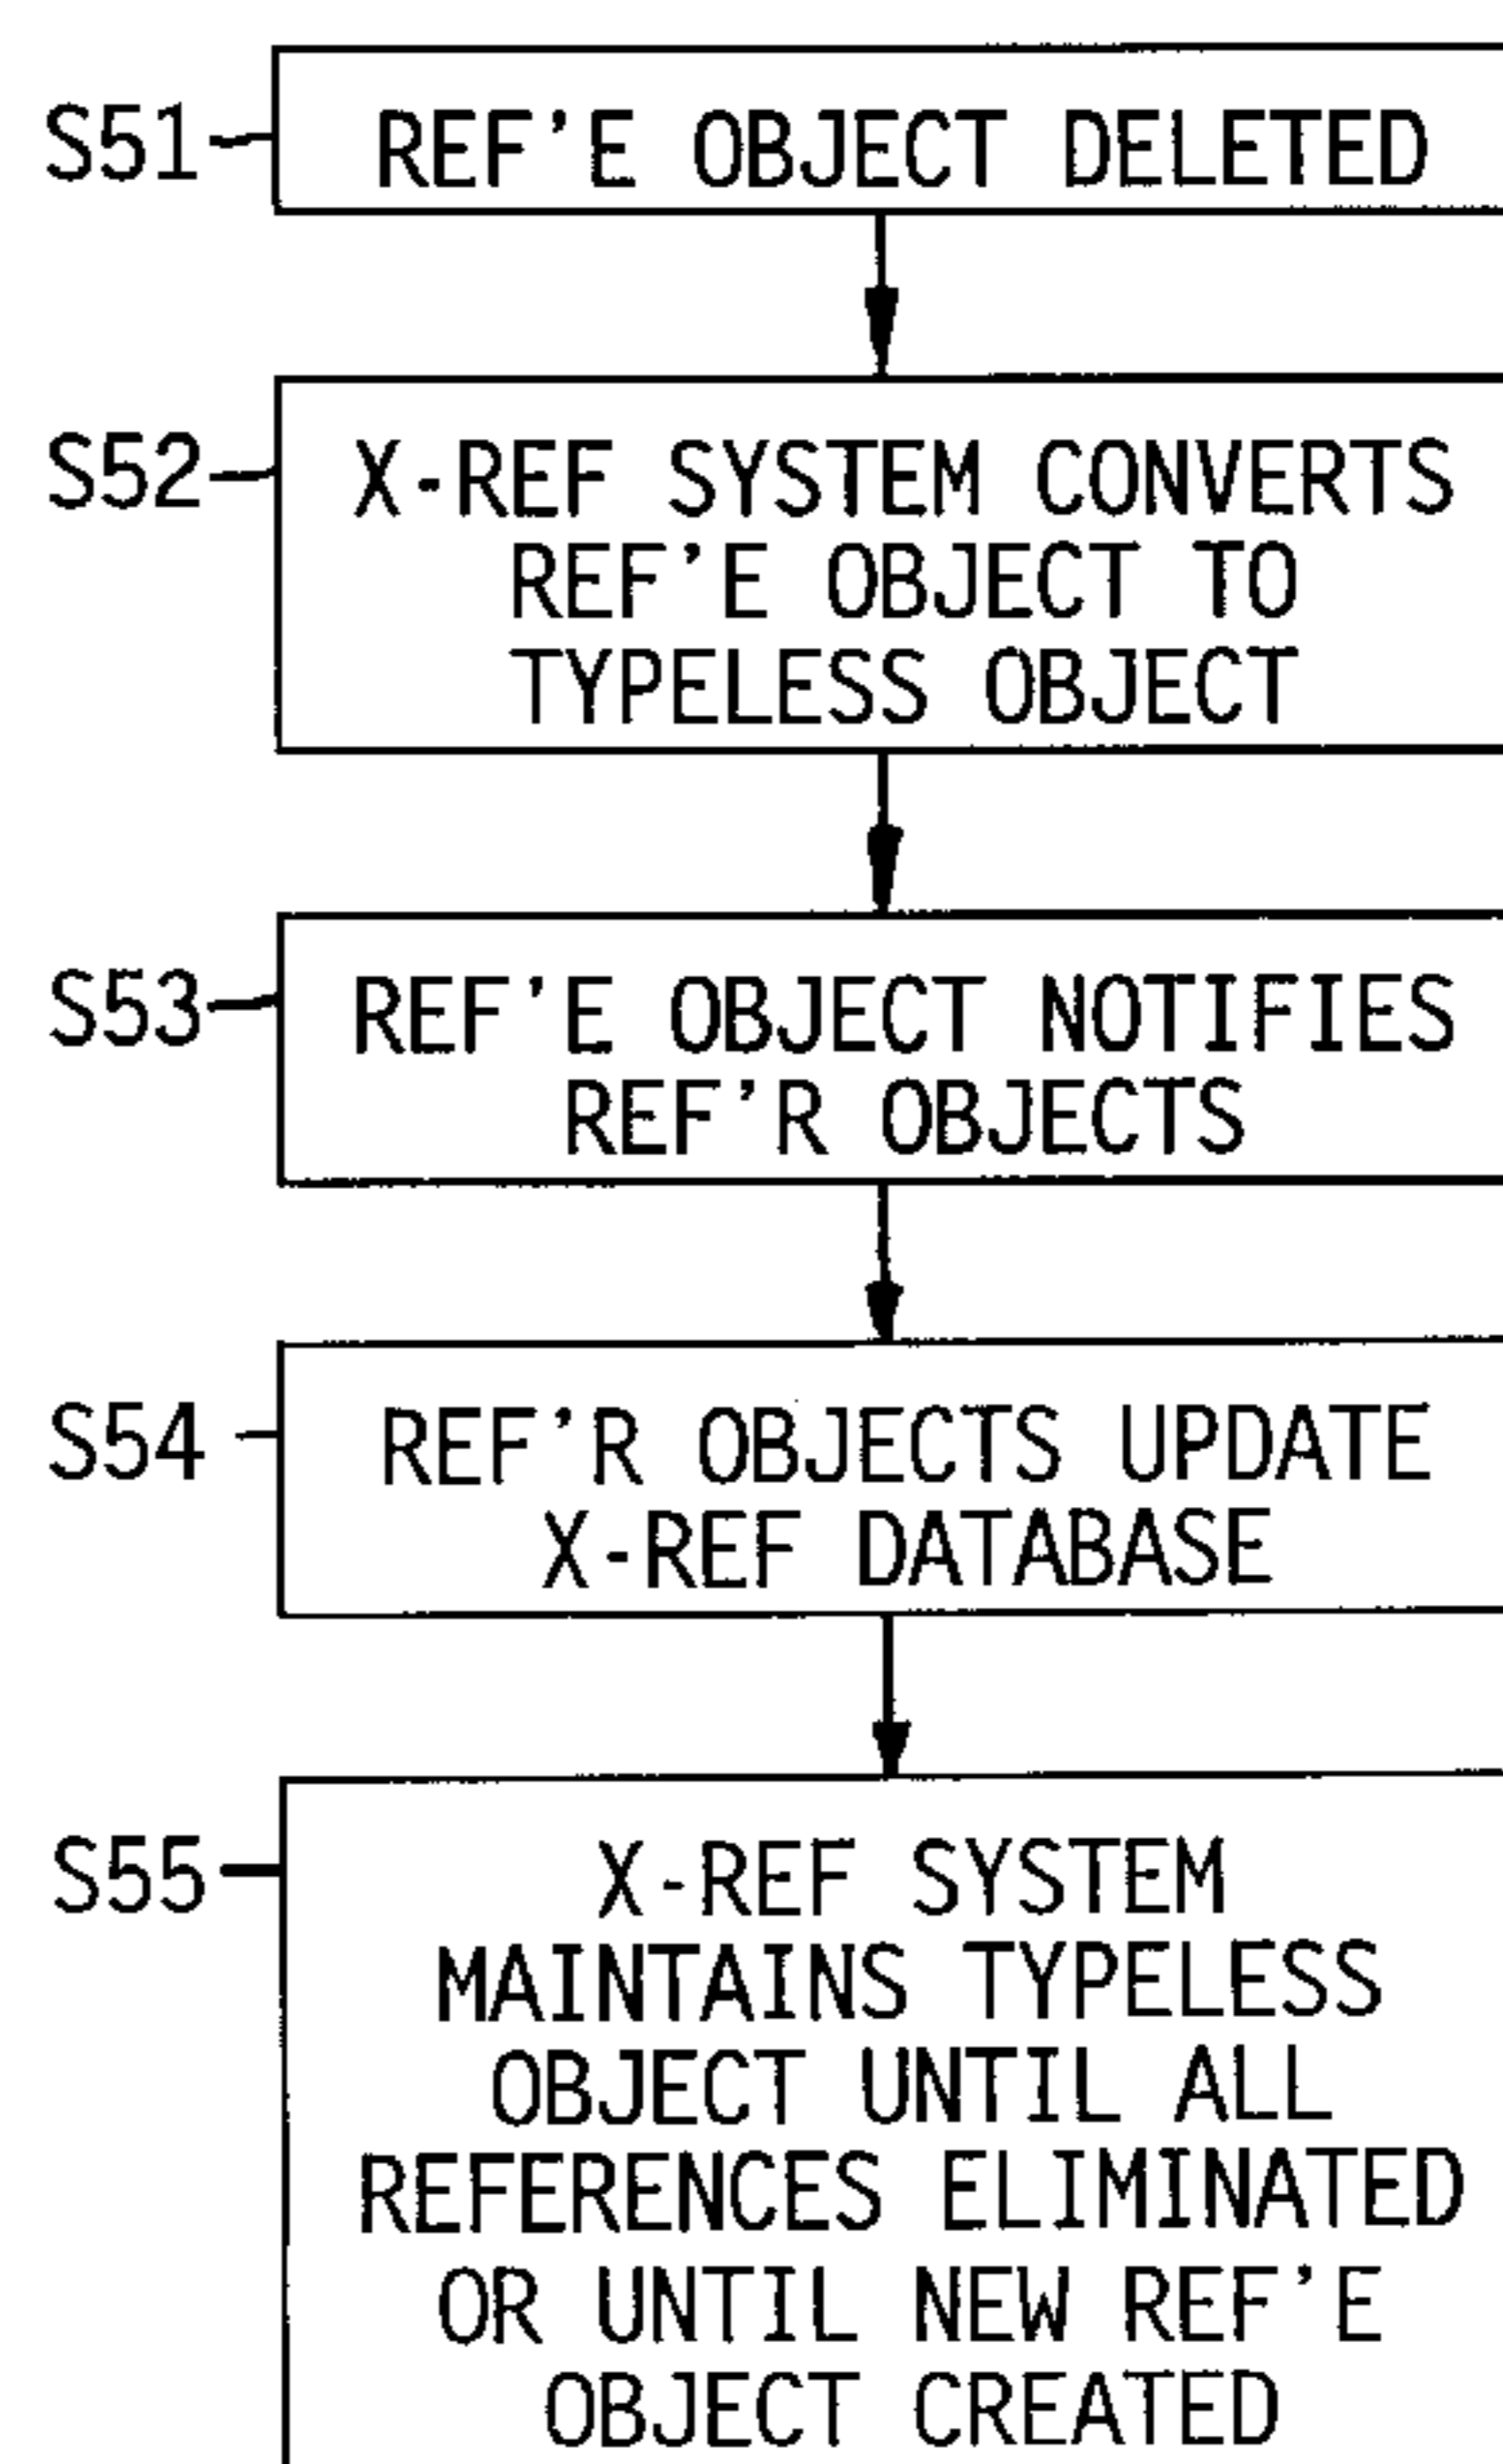 S51 REF'E OBJECT DELETED
S52 X-REF SYSTEM CONVERTS
REF'E OBJECT TO
TYPELESS OBJECT
S53 REF'E OBJECT NOTIFIES
REF'R OBJECTS
S54 REF'R OBJECTS UPDATE
X-REF DATABASE
S55 X-REF SYSTEM
MAINTAINS TYPELESS
OBJECT UNTIL ALL
REFERENCES ELIMINATED
OR UNTIL NEW REF'E
OBJECT CREATED